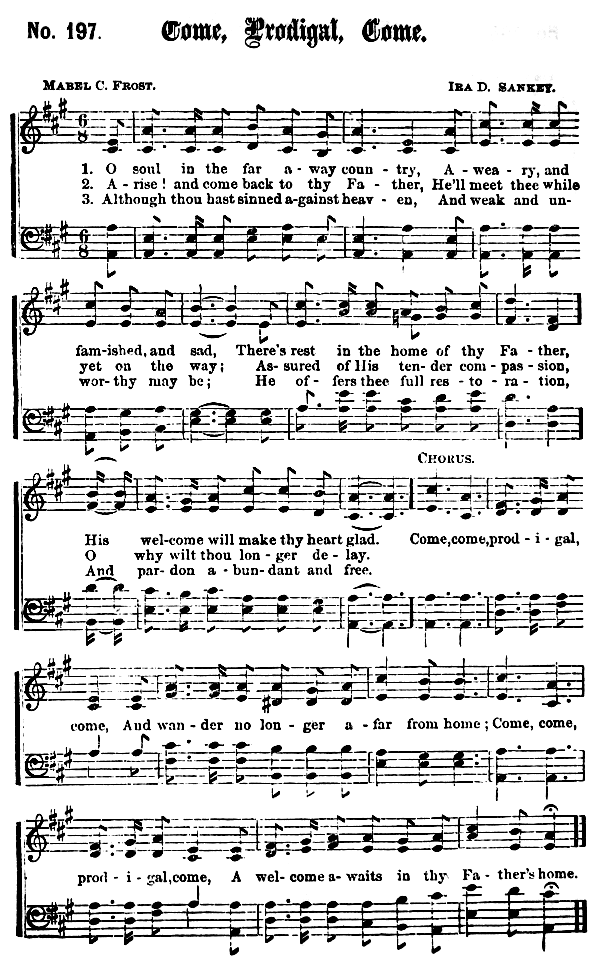 No. 197. Come, Prodigal, Come.
MABEL C. FROST. IRA D. SANKEY.
1. O soul in the far a - way coun - try, A - wea - ry, and
2. A - rise! and come back to thy Fa - ther, He'll meet thee while
3. Although thou hast sinned a-gainst heav - en, And weak and un-
fam-ished, and sad, There's rest in the home of thy Fa - ther,
yet on the way; As - sured of His ten - der com - pas - sion,
wor-thy may be; He of - fers thee full res - to - ra - tion,
CHORUS.
His wel-come will make thy heart glad. Come, come, prod - i - gal,
O why wilt thou lon - ger de - lay.
And par - don a - bun - dant and free.
come, And wan - der no lon - ger a - far from home; Come, come,
prod - i - gal, come, A wel - come a - waits in thy Fa - ther's home.